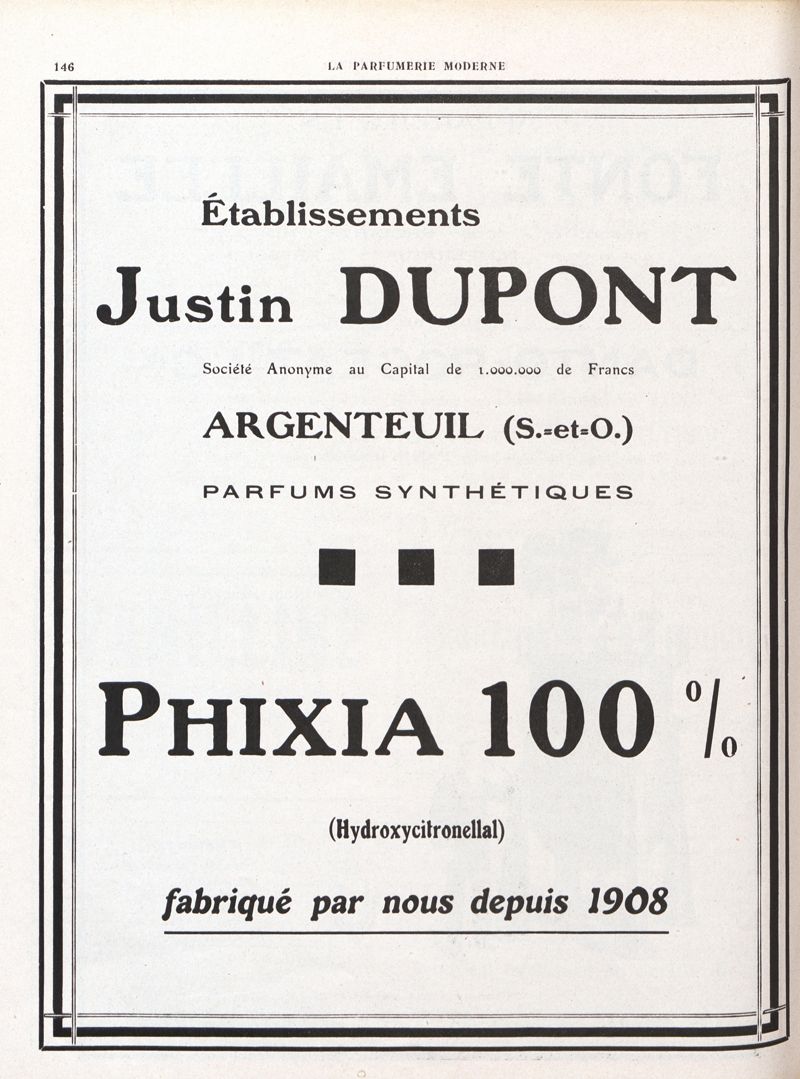 146
LA PARFUMERIE MODERNE
Établissements
Justin DUPONT
Société Anonyme au Capital de 1.000.000 de Francs
ARGENTEUIL (S.=et=O.)
PARFUMS SYNTHÉTIQUES
PHIXIA 100 %
(Hydroxycitronellal)
fabriqué par nous depuis 1908